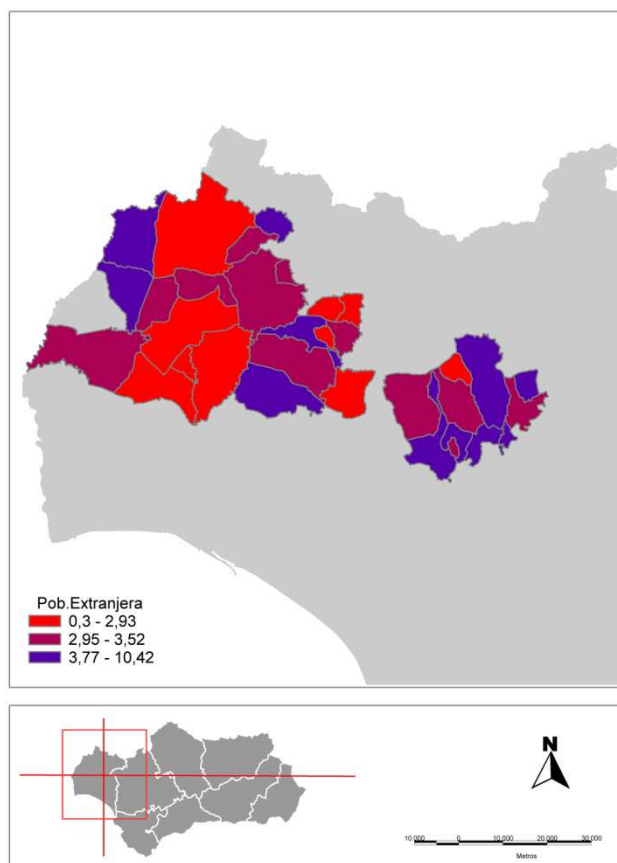 Pob.Extranjera
0,3 - 2,93
2,95 - 3,52
3,77 - 10,42
N
10.000 0 10.000 20.000 30.000
Metros